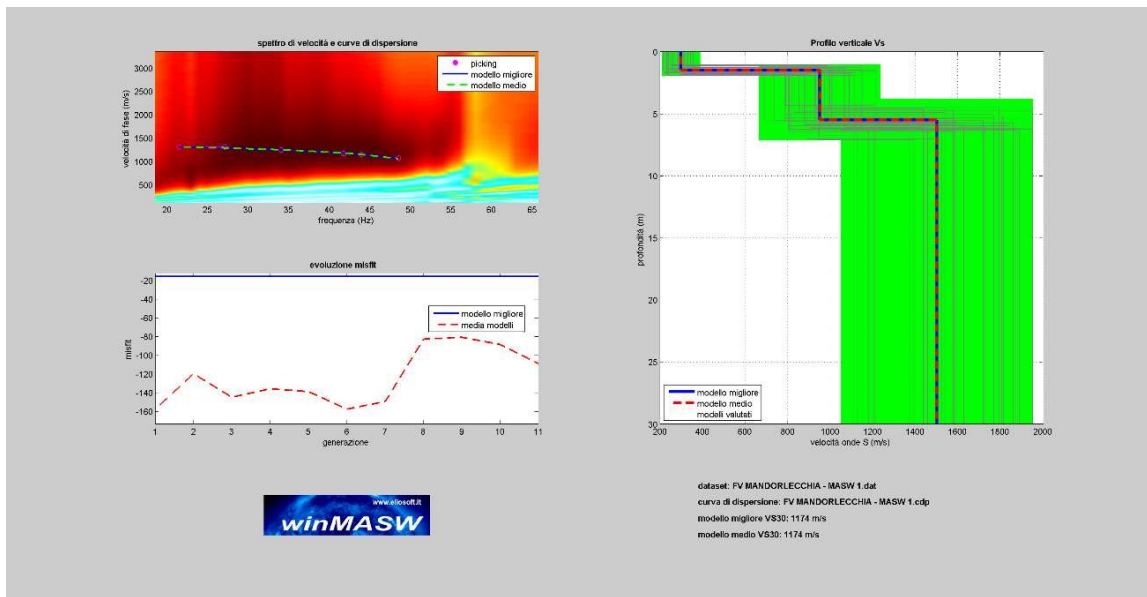 spettro di velocità e curve di dispersione
picking
modello migliore
modello medio
velocità di fase (m/s)
3000
2500
2000
1500
1000
500
20 25 30 35 40 45 50 55 60 65
frequenza (Hz)
evoluzione misfit
modello migliore
media modelli
misfit
-20
-40
-60
-80
-100
-120
-140
-160
1 2 3 4 5 6 7 8 9 10 11
generazione
www.eliosoft.it
winMASW
Profilo verticale Vs
profondità (m)
0
5
10
15
20
25
30
modello migliore
modello medio
modelli valutati
200 400 600 800 1000 1200 1400 1600 1800 2000
velocità onde S (m/s)
dataset: FV MANDORLECCHIA - MASW 1.dat
curva di dispersione: FV MANDORLECCHIA - MASW 1.cdp
modello migliore VS30: 1174 m/s
modello medio VS30: 1174 m/s